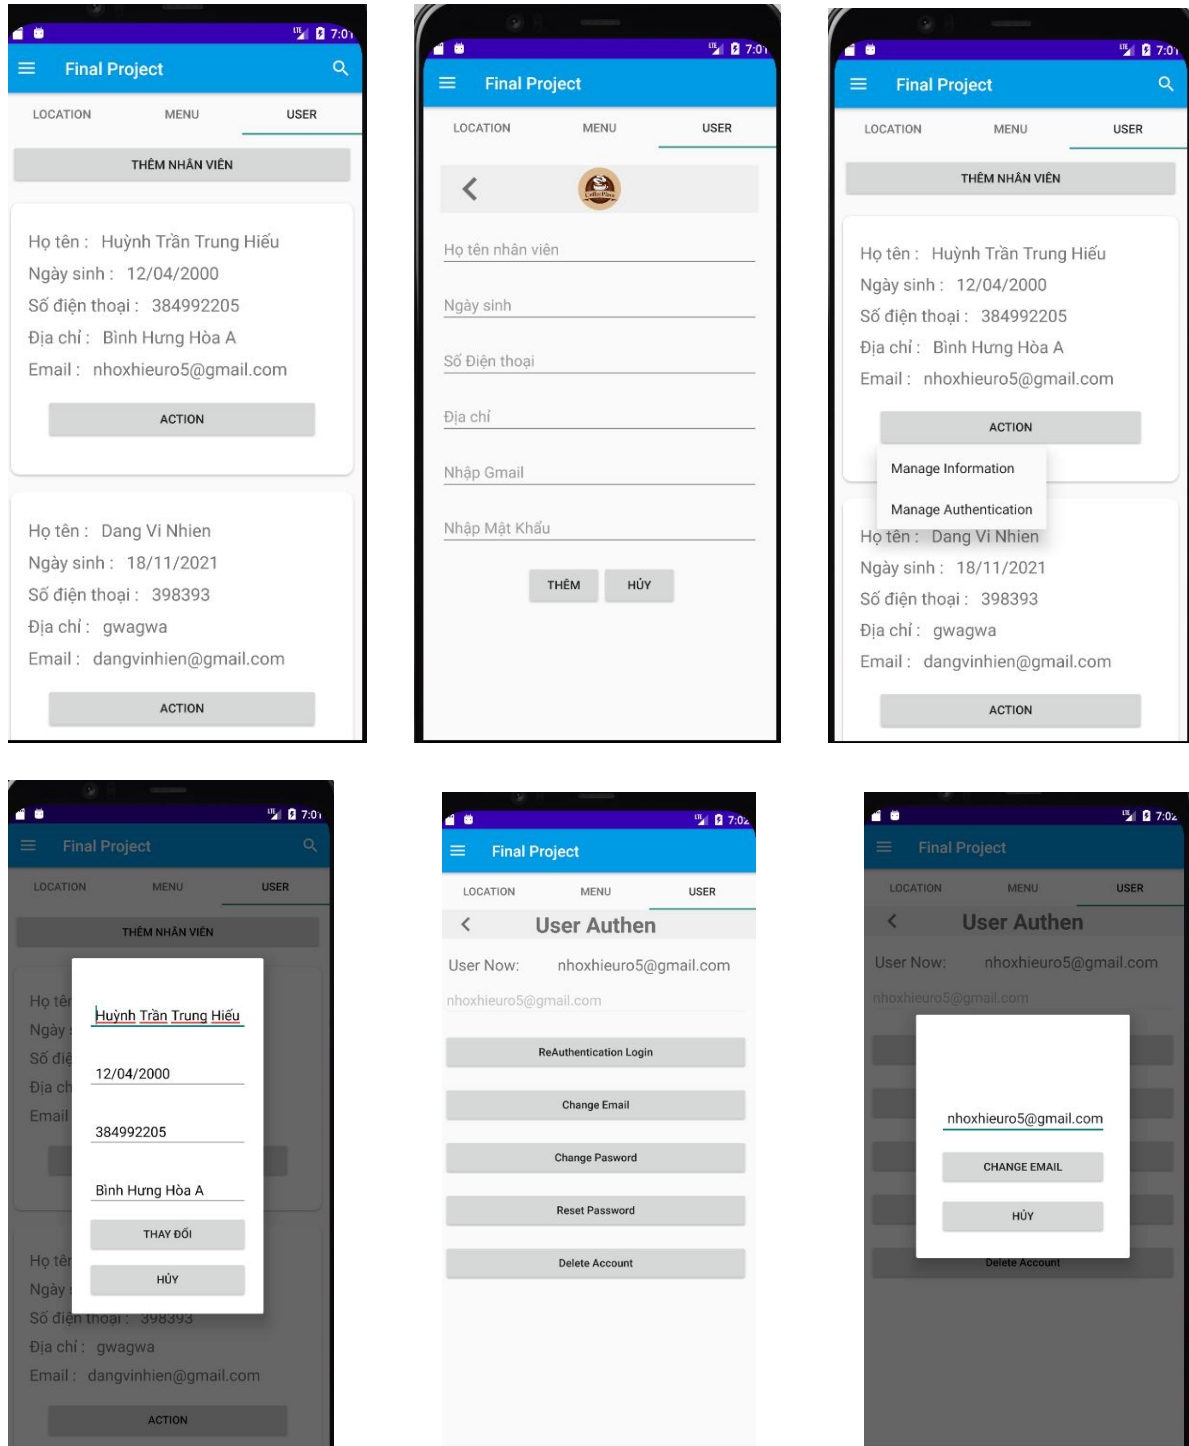 7:01
Final Project
LOCATION MENU USER
THÊM NHÂN VIÊN
Họ tên : Huỳnh Trần Trung Hiếu
Ngày sinh : 12/04/2000
Số điện thoại : 384992205
Địa chỉ : Bình Hưng Hòa A
Email : nhoxhieuro5@gmail.com
ACTION
Họ tên : Dang Vi Nhien
Ngày sinh : 18/11/2021
Số điện thoại : 398393
Địa chỉ : gwagwa
Email : dangvinhien@gmail.com
ACTION
LTE 7:01
Final Project
LOCATION MENU USER
Họ tên nhân viên
Ngày sinh
Số Điện thoại
Địa chỉ
Nhập Gmail
Nhập Mật Khẩu
THÊM HỦY
LTE 7:01
Final Project
LOCATION MENU USER
THÊM NHÂN VIÊN
Họ tên : Huỳnh Trần Trung Hiếu
Ngày sinh : 12/04/2000
Số điện thoại : 384992205
Địa chỉ : Bình Hưng Hòa A
Email : nhoxhieuro5@gmail.com
ACTION
Manage Information
Manage Authentication
Họ tên : Dang Vi Nhien
Ngày sinh : 18/11/2021
Số điện thoại : 398393
Địa chỉ : gwagwa
Email : dangvinhien@gmail.com
ACTION
LTE 7:01
Final Project
LOCATION MENU USER
THÊM NHÂN VIÊN
Huỳnh Trần Trung Hiếu
12/04/2000
384992205
Bình Hưng Hòa A
THAY ĐỔI
HỦY
Số điện thoại : 398393
Địa chỉ : gwagwa
Email : dangvinhien@gmail.com
ACTION
LTE 7:02
Final Project
LOCATION MENU USER
User Authen
User Now: nhoxhieuro5@gmail.com
nhoxhieuro5@gmail.com
ReAuthentication Login
Change Email
Change Pasword
Reset Password
Delete Account
LTE 7:02
Final Project
LOCATION MENU USER
User Authen
User Now: nhoxhieuro5@gmail.com
nhoxhieuro5@gmail.com
nhoxhieuro5@gmail.com
CHANGE EMAIL
HỦY
Delete Account